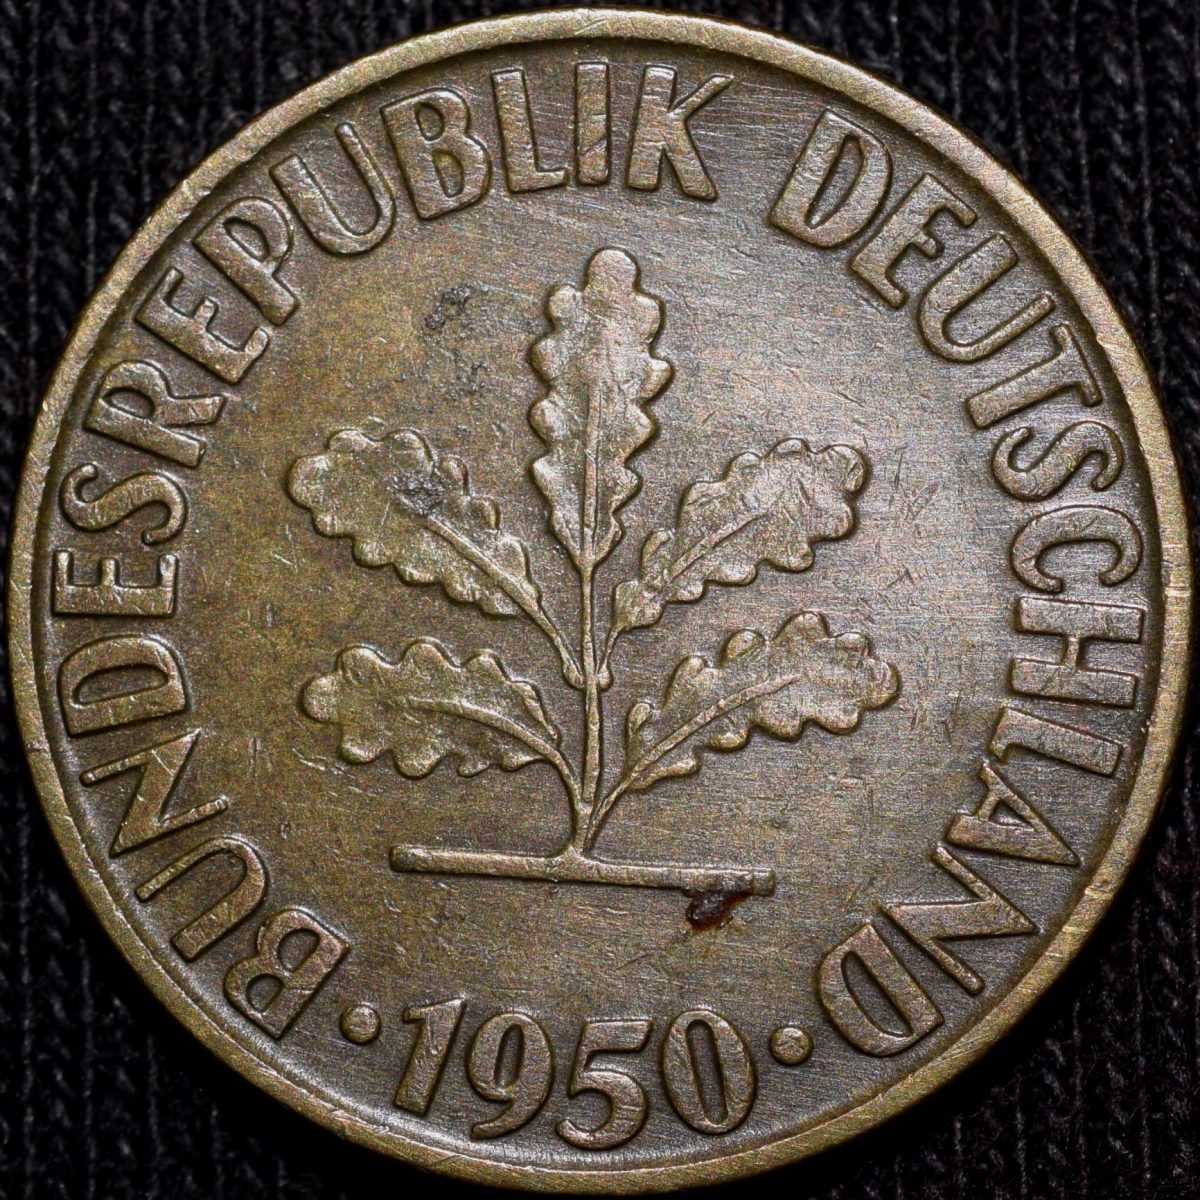 BUNDESREPUBLIK DEUTSCHLAND
· 1950 ·